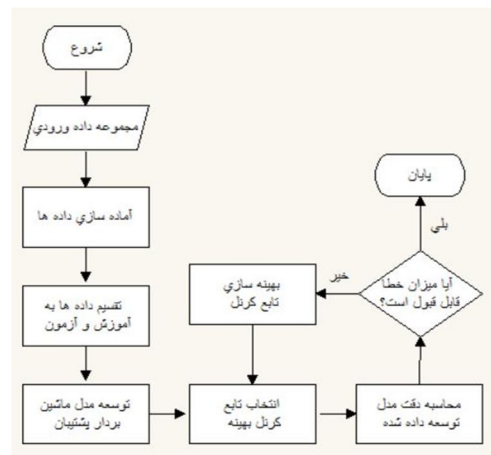 شروع
مجموعه داده ورودي
آماده سازي داده ها
تقسيم داده ها به
آموزش و آزمون
توسعه مدل ماشين
بردار پشتيبان
انتخاب تابع
كرنل بهينه
محاسبه دقت مدل
توسعه داده شده
آيا ميزان خطا
قابل قبول است؟
خير
بهينه سازي
تابع كرنل
بلي
پايان